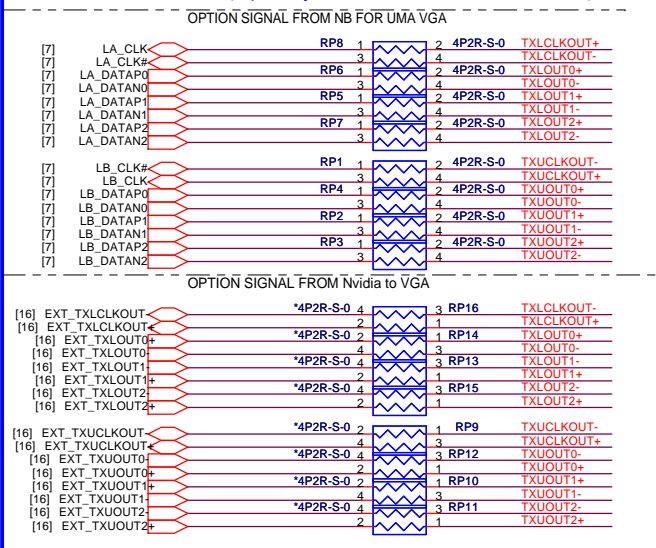 OPTION SIGNAL FROM NB FOR UMA VGA
[7] LA_CLK RP8 1 2 4P2R-S-0 TXLCLKOUT+
[7] LA_CLK# 3 4 TXLCLKOUT-
[7] LA_DATAP0 RP6 1 2 4P2R-S-0 TXLOUT0+
[7] LA_DATAN0 3 4 TXLOUT0-
[7] LA_DATAP1 RP5 1 2 4P2R-S-0 TXLOUT1+
[7] LA_DATAN1 3 4 TXLOUT1-
[7] LA_DATAP2 RP7 1 2 4P2R-S-0 TXLOUT2+
[7] LA_DATAN2 3 4 TXLOUT2-
[7] LB_CLK# RP1 1 2 4P2R-S-0 TXUCLKOUT-
[7] LB_CLK 3 4 TXUCLKOUT+
[7] LB_DATAP0 RP4 1 2 4P2R-S-0 TXUOUT0+
[7] LB_DATAN0 3 4 TXUOUT0-
[7] LB_DATAP1 RP2 1 2 4P2R-S-0 TXUOUT1+
[7] LB_DATAN1 3 4 TXUOUT1-
[7] LB_DATAP2 RP3 1 2 4P2R-S-0 TXUOUT2+
[7] LB_DATAN2 3 4 TXUOUT2-
OPTION SIGNAL FROM Nvidia to VGA
[16] EXT_TXLCLKOUT- *4P2R-S-0 4 3 RP16 TXLCLKOUT-
[16] EXT_TXLCLKOUT+ 2 1 TXLCLKOUT+
[16] EXT_TXLOUT0+ *4P2R-S-0 2 1 RP14 TXLOUT0+
[16] EXT_TXLOUT0- 4 3 TXLOUT0-
[16] EXT_TXLOUT1- *4P2R-S-0 4 3 RP13 TXLOUT1-
[16] EXT_TXLOUT1+ 2 1 TXLOUT1+
[16] EXT_TXLOUT2- *4P2R-S-0 4 3 RP15 TXLOUT2-
[16] EXT_TXLOUT2+ 2 1 TXLOUT2+
[16] EXT_TXUCLKOUT- *4P2R-S-0 2 1 RP9 TXUCLKOUT-
[16] EXT_TXUCLKOUT+ 4 3 TXUCLKOUT+
[16] EXT_TXUOUT0- *4P2R-S-0 4 3 RP12 TXUOUT0-
[16] EXT_TXUOUT0+ 2 1 TXUOUT0+
[16] EXT_TXUOUT1+ *4P2R-S-0 2 1 RP10 TXUOUT1+
[16] EXT_TXUOUT1- 4 3 TXUOUT1-
[16] EXT_TXUOUT2- *4P2R-S-0 4 3 RP11 TXUOUT2-
[16] EXT_TXUOUT2+ 2 1 TXUOUT2+